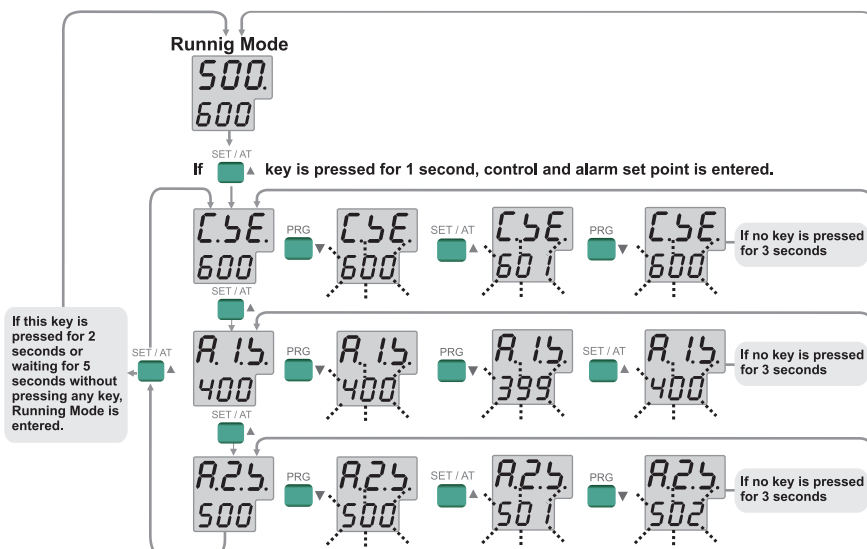 Runnig Mode
500.
600
SET / AT
If ▲ key is pressed for 1 second, control and alarm set point is entered.
C.SE.
600
PRG ▼
C.SE.
600
SET / AT ▲
C.SE.
601
PRG ▼
C.SE.
600
If no key is pressed
for 3 seconds
SET / AT ▲
If this key is
pressed for 2
seconds or
waiting for 5
seconds without
pressing any key,
Running Mode is
entered.
SET / AT ▲
A.1.S.
400
PRG ▼
A.1.S.
400
PRG ▼
A.1.S.
399
SET / AT ▲
A.1.S.
400
If no key is pressed
for 3 seconds
SET / AT ▲
A.2.S.
500
PRG ▼
A.2.S.
500
SET / AT ▲
A.2.S.
501
PRG ▼
A.2.S.
502
If no key is pressed
for 3 seconds